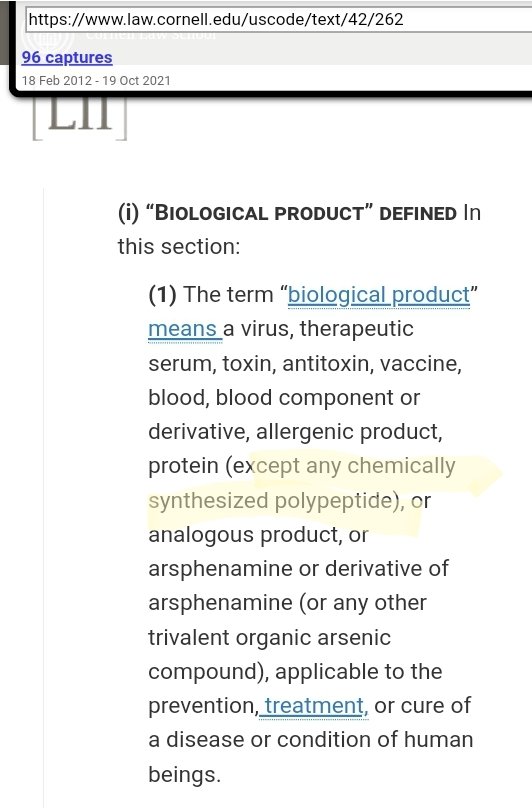 https://www.law.cornell.edu/uscode/text/42/262
Cornell Law School
96 captures
18 Feb 2012 - 19 Oct 2021
LII
(i) “BIOLOGICAL PRODUCT” DEFINED In
this section:
(1) The term “biological product”
means a virus, therapeutic
serum, toxin, antitoxin, vaccine,
blood, blood component or
derivative, allergenic product,
protein (except any chemically
synthesized polypeptide), or
analogous product, or
arsphenamine or derivative of
arsphenamine (or any other
trivalent organic arsenic
compound), applicable to the
prevention, treatment, or cure of
a disease or condition of human
beings.